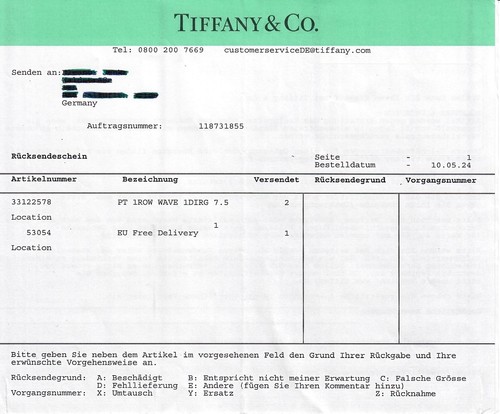 TIFFANY & CO.
Tel: 0800 200 7669 customerserviceDE@tiffany.com
Senden an:
Germany
Auftragsnummer: 118731855
Rücksendeschein Seite - 1
Bestelldatum - 10.05.24
Artikelnummer Bezeichnung Versendet Rücksendegrund Vorgangsnummer
33122578 PT 1ROW WAVE 1DIRG 7.5 2
Location
1
53054 EU Free Delivery 1
Location
Bitte geben Sie neben dem Artikel im vorgesehenen Feld den Grund Ihrer Rückgabe und Ihre
erwünschte Vorgehensweise an.
Rücksendegrund: A: Beschädigt B: Entspricht nicht meiner Erwartung C: Falsche Grösse
D: Fehllieferung E: Andere (fügen Sie Ihren Kommentar hinzu)
Vorgangsnummer: X: Umtausch Y: Ersatz Z: Rücknahme